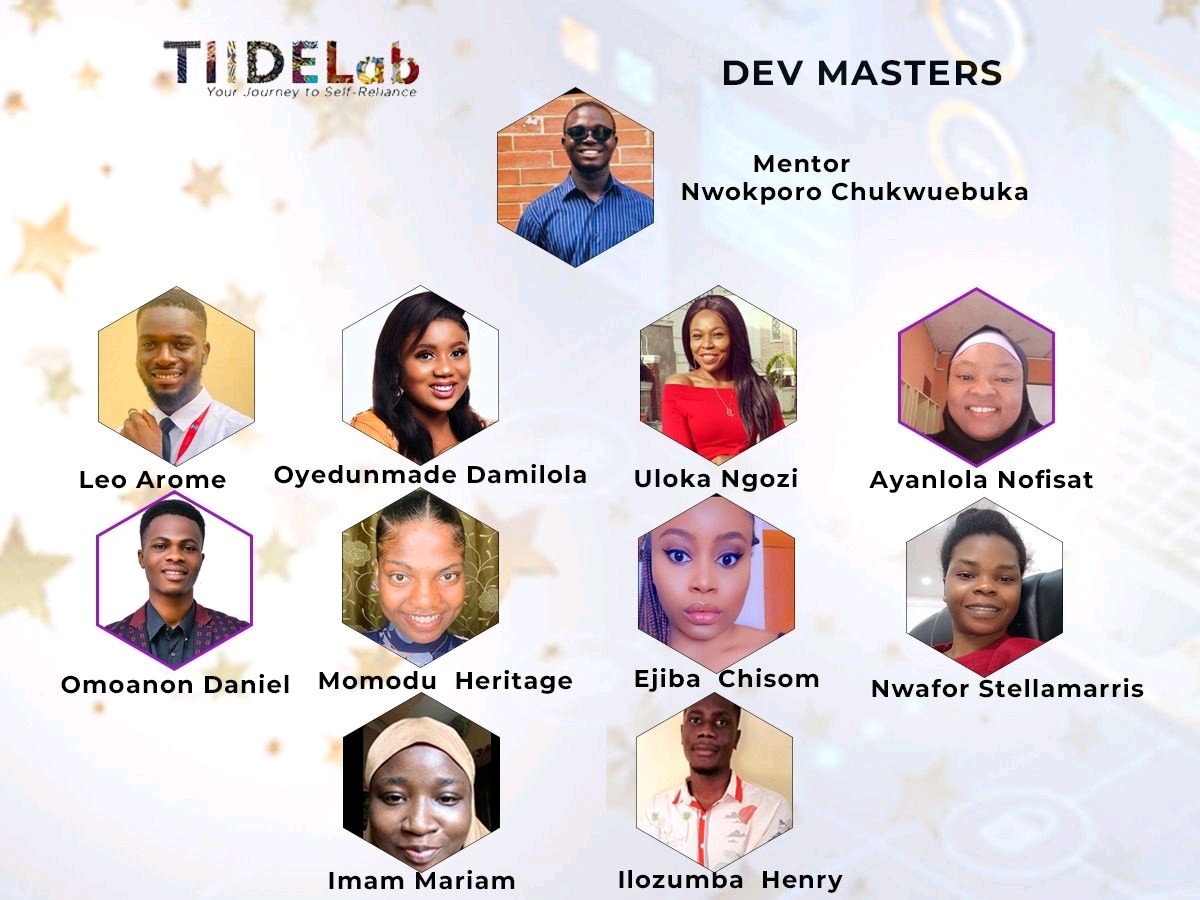 TIIDELab
Your Journey to Self-Reliance
DEV MASTERS
Mentor
Nwokporo Chukwuebuka
Leo Arome
Oyedunmade Damilola
Uloka Ngozi
Ayanlola Nofisat
Omoanon Daniel
Momodu Heritage
Ejiba Chisom
Nwafor Stellamarris
Imam Mariam
Ilozumba Henry